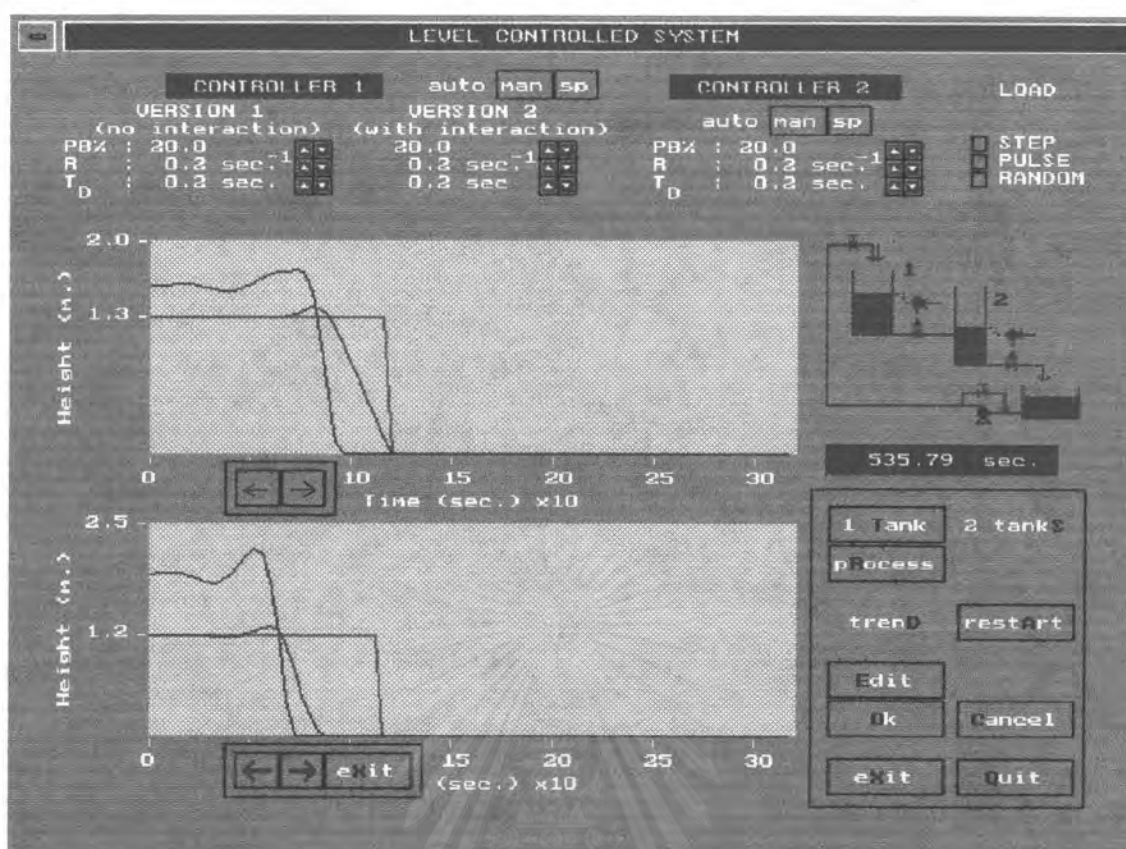 LEVEL CONTROLLED SYSTEM
CONTROLLER 1 auto man sp CONTROLLER 2 LOAD
VERSION 1 VERSION 2 auto man sp
(no interaction) (with interaction)
PB% : 20.0 20.0 PB% : 20.0 STEP
R : 0.2 sec.-1 0.2 sec.-1 R : 0.2 sec.-1 PULSE
TD : 0.2 sec. 0.2 sec TD : 0.2 sec. RANDOM
2.0
1.3
Height (m.)
0 5 10 15 20 25 30
← → Time (sec.) x10
1
2
535.79 sec.
2.5
1.2
Height (m.)
0 5 10 15 20 25 30
← → eXit (sec.) x10
1 Tank 2 tankS
pRocess
trenD restArt
Edit
Ok Cancel
eXit Quit